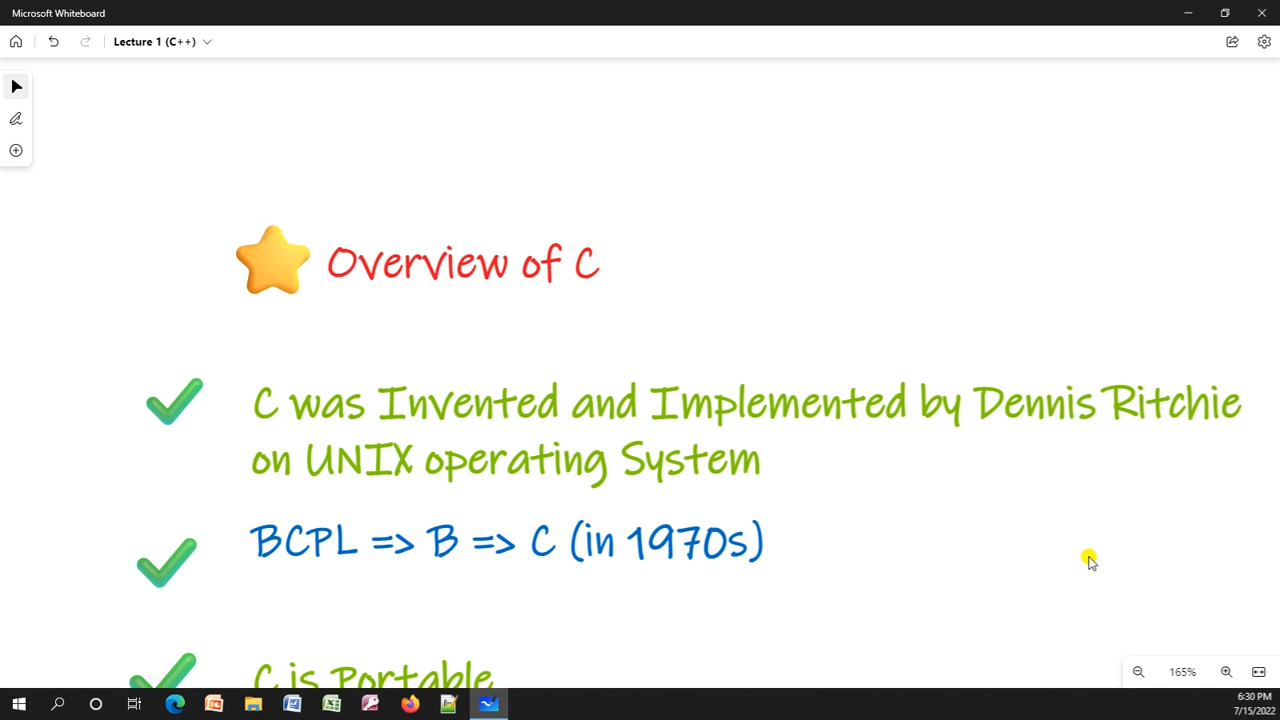 Microsoft Whiteboard
Lecture 1 (C++)
Overview of C
C was Invented and Implemented by Dennis Ritchie
on UNIX operating System
BCPL => B => C (in 1970s)
C is Portable
165%
6:30 PM
7/15/2022